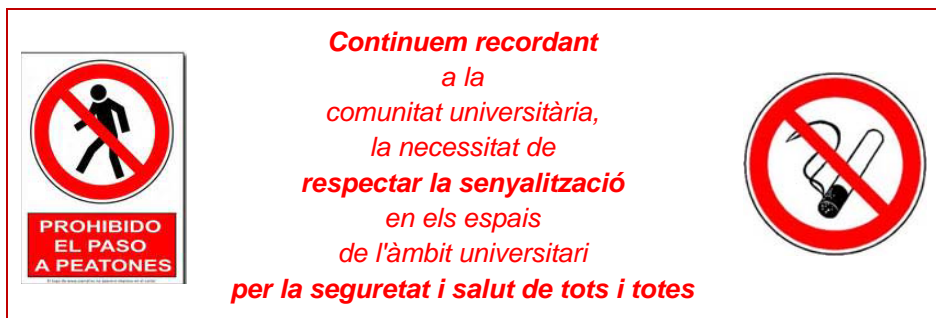 Continuem recordant
a la
comunitat universitària,
la necessitat de
respectar la senyalització
en els espais
de l'àmbit universitari
per la seguretat i salut de tots i totes
PROHIBIDO
EL PASO
A PEATONES